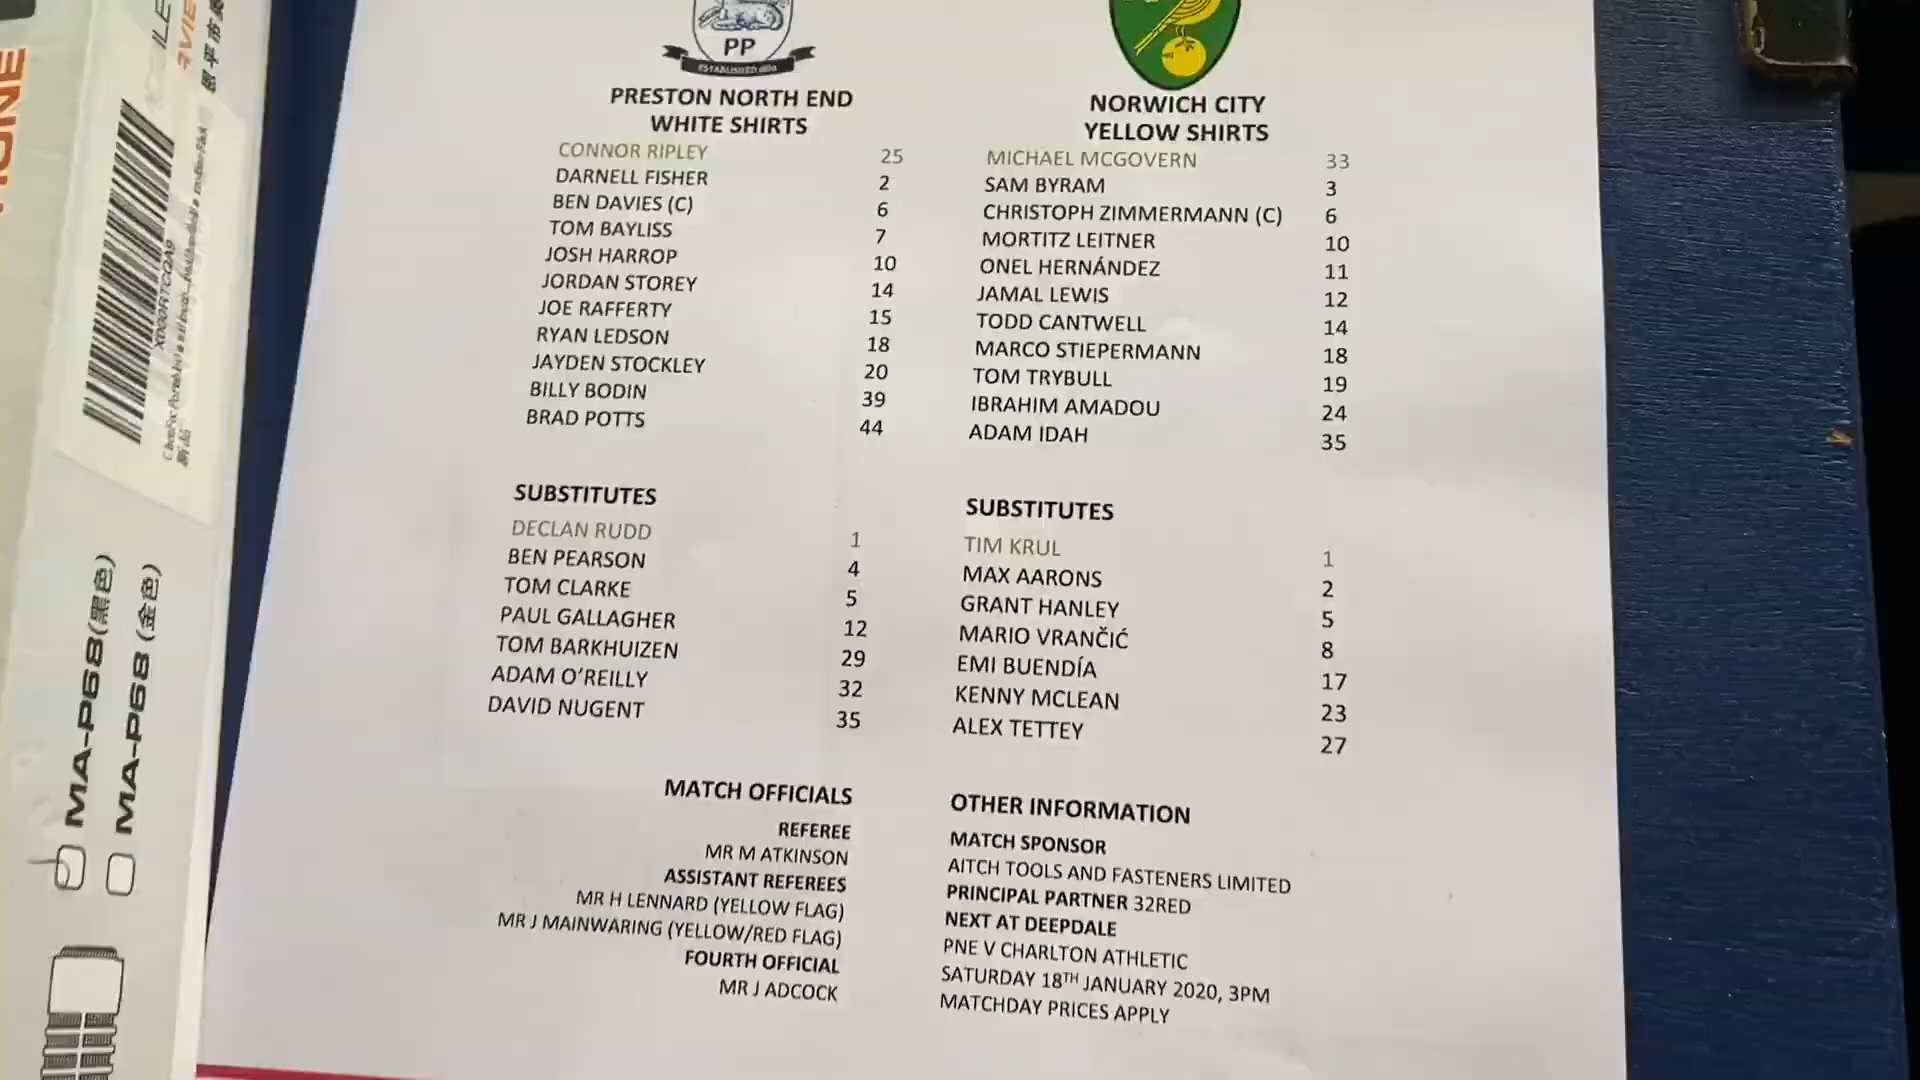 PP
ESTABLISHED 1880
PRESTON NORTH END
WHITE SHIRTS
CONNOR RIPLEY 25
DARNELL FISHER 2
BEN DAVIES (C) 6
TOM BAYLISS 7
JOSH HARROP 10
JORDAN STOREY 14
JOE RAFFERTY 15
RYAN LEDSON 18
JAYDEN STOCKLEY 20
BILLY BODIN 39
BRAD POTTS 44
SUBSTITUTES
DECLAN RUDD 1
BEN PEARSON 4
TOM CLARKE 5
PAUL GALLAGHER 12
TOM BARKHUIZEN 29
ADAM O'REILLY 32
DAVID NUGENT 35
NORWICH CITY
YELLOW SHIRTS
MICHAEL MCGOVERN 33
SAM BYRAM 3
CHRISTOPH ZIMMERMANN (C) 6
MORTITZ LEITNER 10
ONEL HERNÁNDEZ 11
JAMAL LEWIS 12
TODD CANTWELL 14
MARCO STIEPERMANN 18
TOM TRYBULL 19
IBRAHIM AMADOU 24
ADAM IDAH 35
SUBSTITUTES
TIM KRUL 1
MAX AARONS 2
GRANT HANLEY 5
MARIO VRANČIĆ 8
EMI BUENDÍA 17
KENNY MCLEAN 23
ALEX TETTEY 27
MATCH OFFICIALS
REFEREE
MR M ATKINSON
ASSISTANT REFEREES
MR H LENNARD (YELLOW FLAG)
MR J MAINWARING (YELLOW/RED FLAG)
FOURTH OFFICIAL
MR J ADCOCK
OTHER INFORMATION
MATCH SPONSOR
AITCH TOOLS AND FASTENERS LIMITED
PRINCIPAL PARTNER 32RED
NEXT AT DEEPDALE
PNE V CHARLTON ATHLETIC
SATURDAY 18TH JANUARY 2020, 3PM
MATCHDAY PRICES APPLY
MA-P68(黑色)
MA-P68(金色)